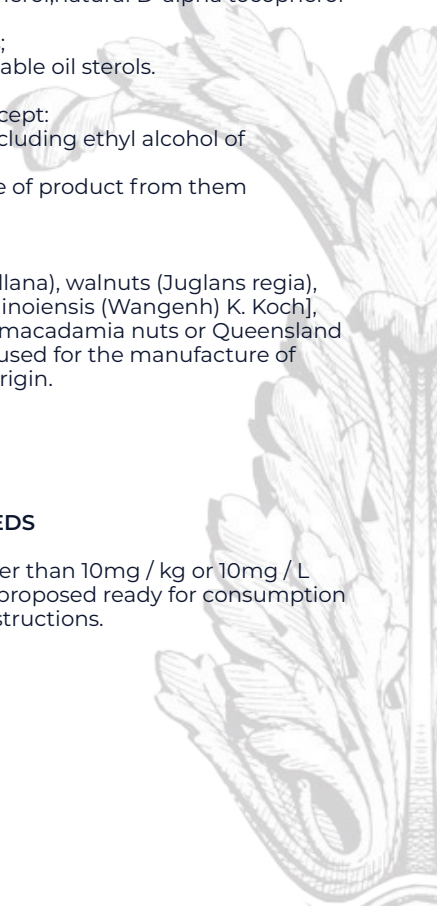 natural D-alpha tocopherol
;
able oil sterols.
cept:
cluding ethyl alcohol of
e of product from them
llana), walnuts (Juglans regia),
inoiensis (Wangenh) K. Koch],
macadamia nuts or Queensland
used for the manufacture of
rigin.
EDS
er than 10mg / kg or 10mg / L
proposed ready for consumption
structions.